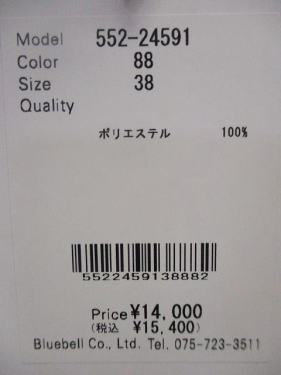 Model 552-24591
Color 88
Size 38
Quality
ポリエステル 100%
5522459138882
Price ¥14,000
(税込 ¥15,400)
Bluebell Co., Ltd. Tel. 075-723-3511